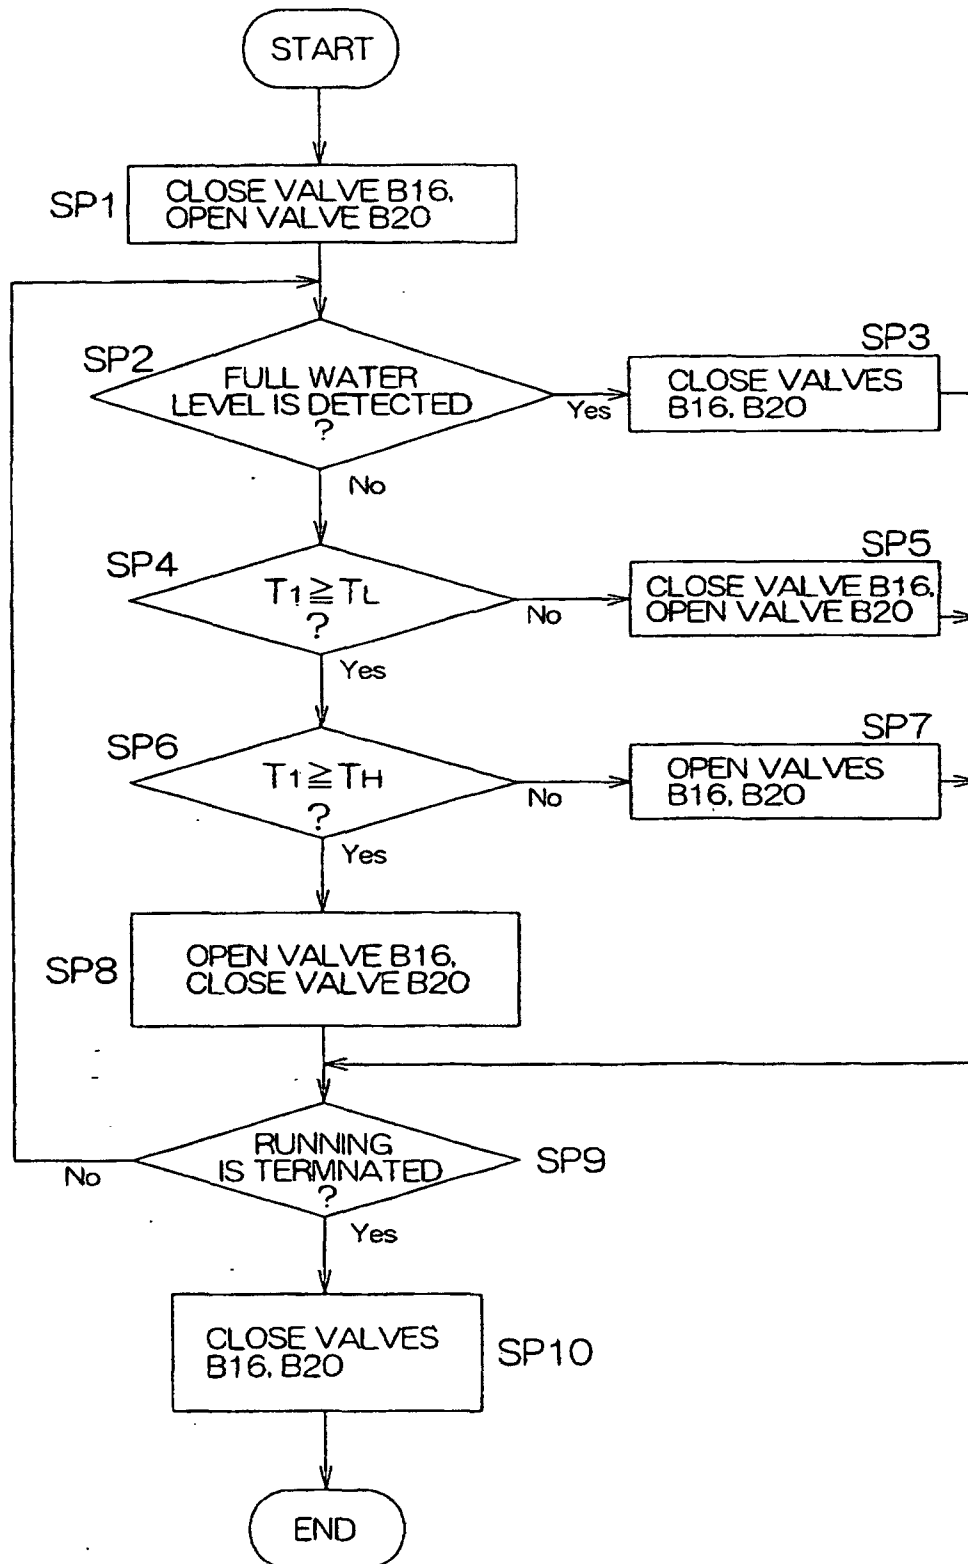 START
SP1
CLOSE VALVE B16,
OPEN VALVE B20
SP2
FULL WATER
LEVEL IS DETECTED
?
Yes
No
SP3
CLOSE VALVES
B16, B20
SP4
T1≧TL
?
No
Yes
SP5
CLOSE VALVE B16,
OPEN VALVE B20
SP6
T1≧TH
?
No
Yes
SP7
OPEN VALVES
B16, B20
SP8
OPEN VALVE B16,
CLOSE VALVE B20
RUNNING
IS TERMNATED
?
SP9
No
Yes
CLOSE VALVES
B16, B20
SP10
END